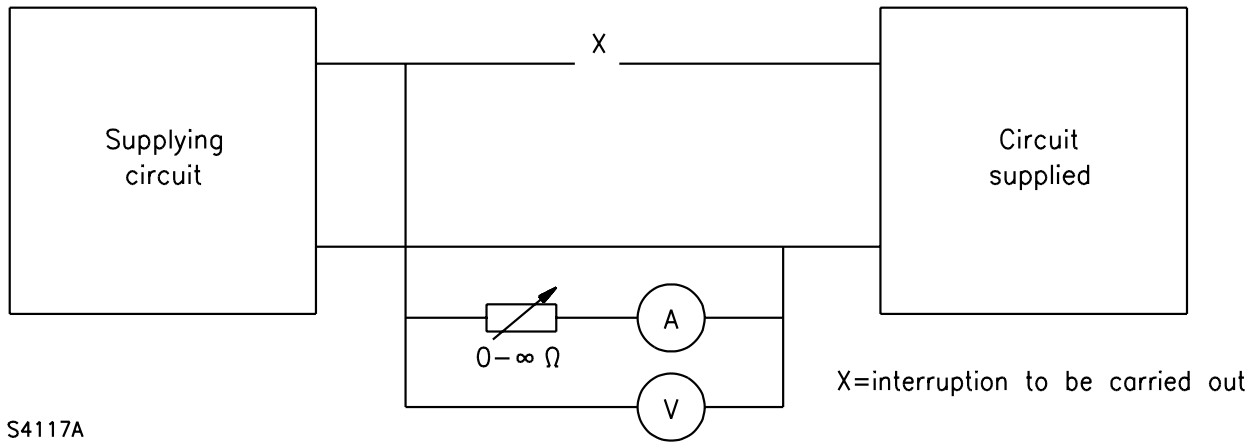 X
Supplying
circuit
Circuit
supplied
A
0–∞ Ω
V
X=interruption to be carried out
S4117A